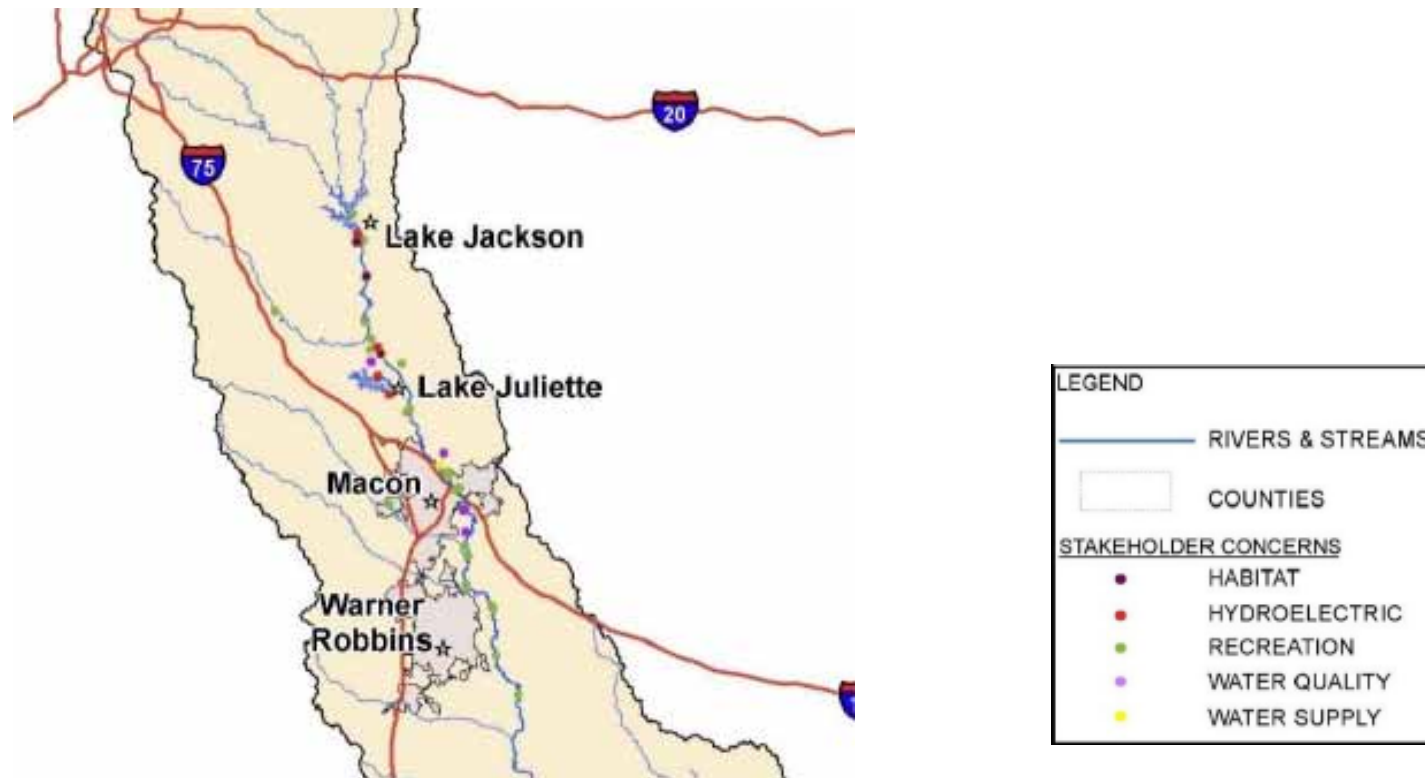 20
75
Lake Jackson
Lake Juliette
Macon
Warner
Robbins
LEGEND
RIVERS & STREAMS
COUNTIES
STAKEHOLDER CONCERNS
HABITAT
HYDROELECTRIC
RECREATION
WATER QUALITY
WATER SUPPLY